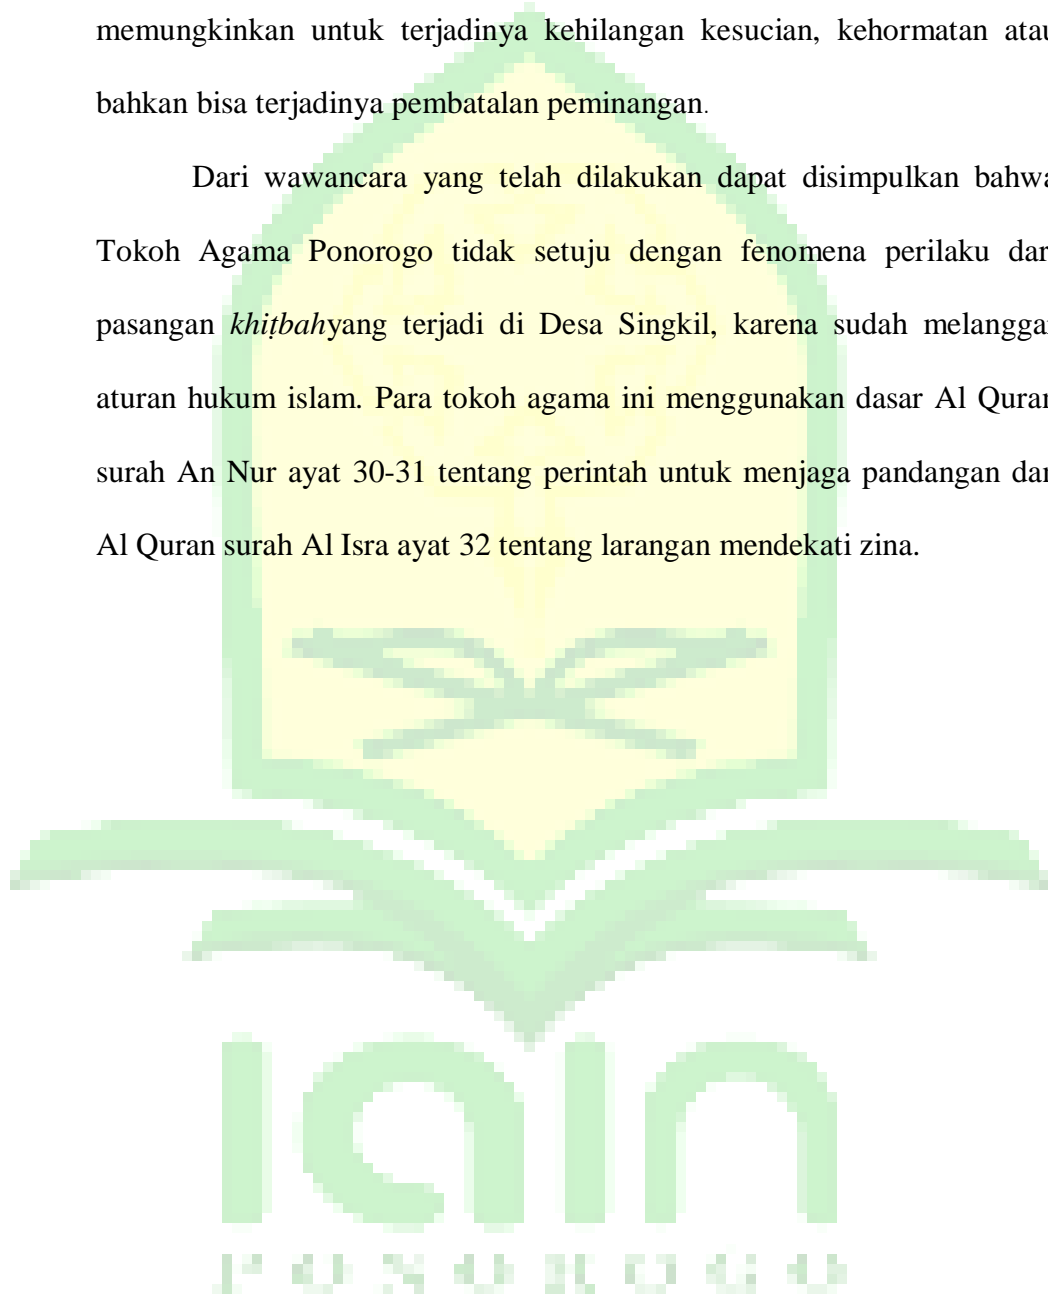 memungkinkan untuk terjadinya kehilangan kesucian, kehormatan atau
bahkan bisa terjadinya pembatalan peminangan.
Dari wawancara yang telah dilakukan dapat disimpulkan bahwa
Tokoh Agama Ponorogo tidak setuju dengan fenomena perilaku dari
pasangan khiṭbahyang terjadi di Desa Singkil, karena sudah melanggar
aturan hukum islam. Para tokoh agama ini menggunakan dasar Al Quran
surah An Nur ayat 30-31 tentang perintah untuk menjaga pandangan dan
Al Quran surah Al Isra ayat 32 tentang larangan mendekati zina.
iain
PONOROGO